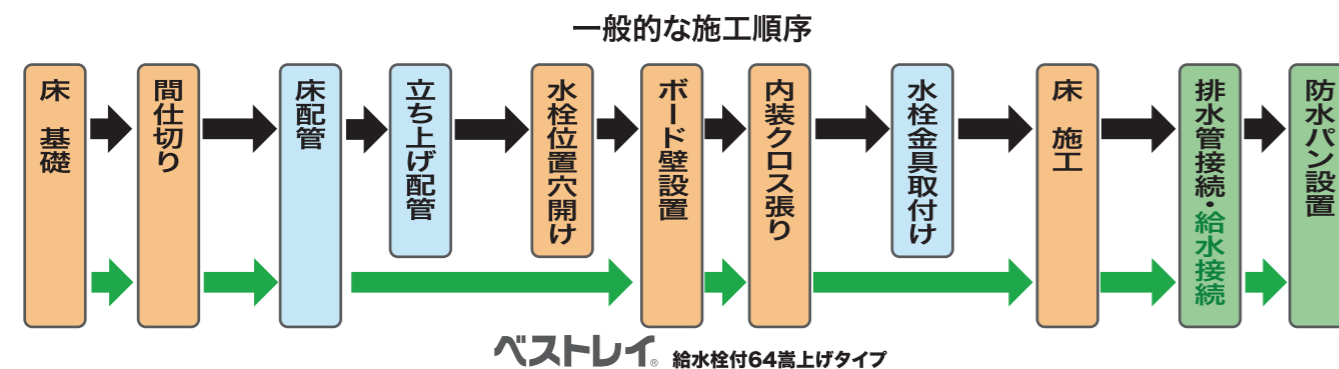 一般的な施工順序
床 基礎
間仕切り
床配管
立ち上げ配管
水栓位置穴開け
ボード壁設置
内装クロス張り
水栓金具取付け
床 施工
排水管接続・給水接続
防水パン設置
ベストレイ® 給水栓付64嵩上げタイプ